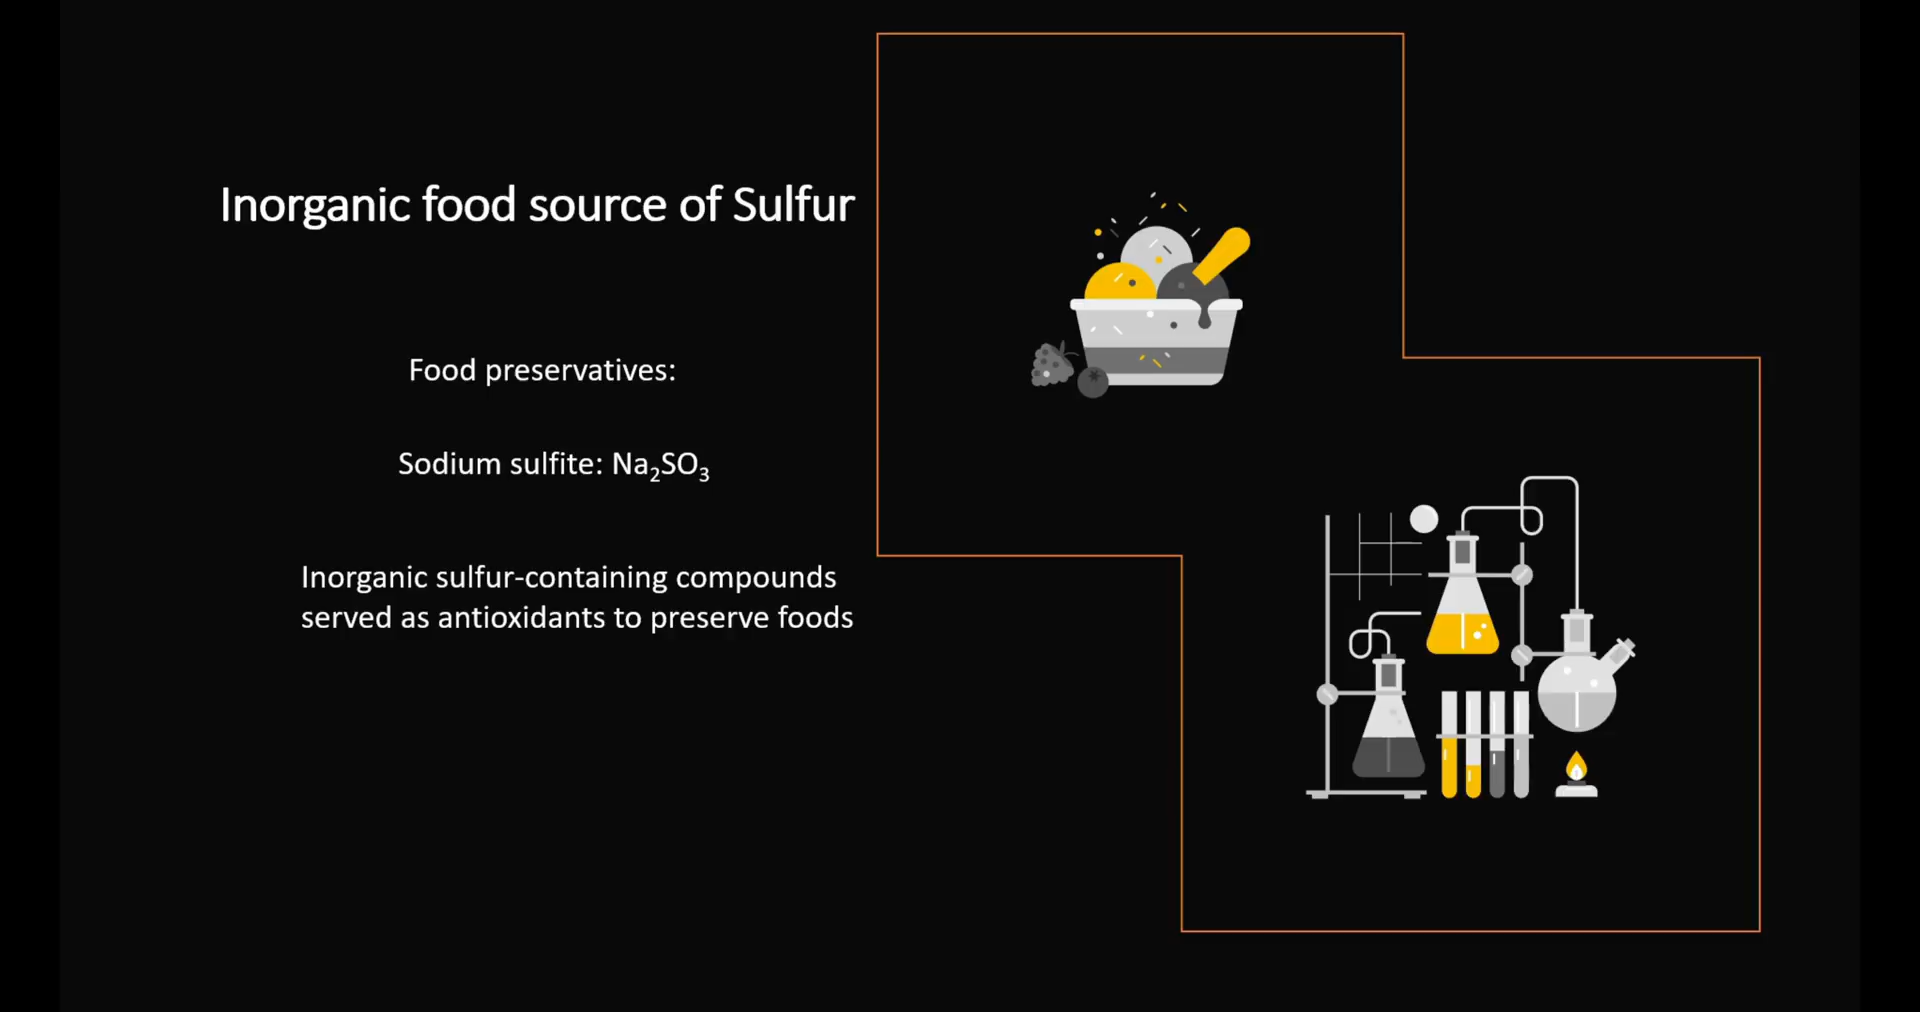 Inorganic food source of Sulfur
Food preservatives:
Sodium sulfite: Na₂SO₃
Inorganic sulfur-containing compounds
served as antioxidants to preserve foods